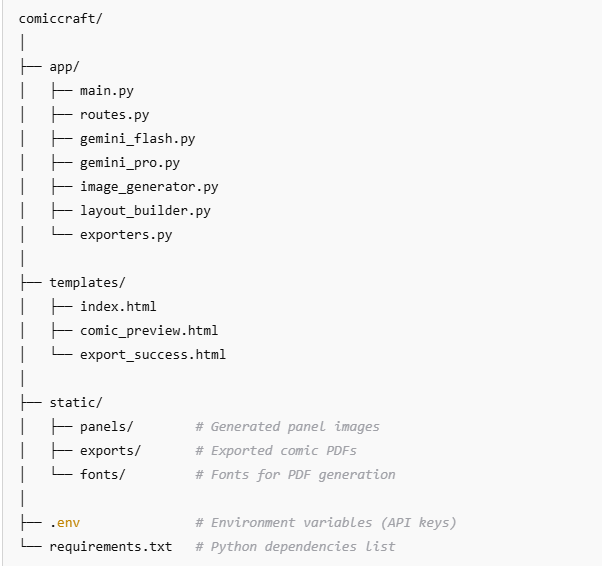 comiccraft/
│
├── app/
│   ├── main.py
│   ├── routes.py
│   ├── gemini_flash.py
│   ├── gemini_pro.py
│   ├── image_generator.py
│   ├── layout_builder.py
│   └── exporters.py
│
├── templates/
│   ├── index.html
│   ├── comic_preview.html
│   └── export_success.html
│
├── static/
│   ├── panels/        # Generated panel images
│   ├── exports/       # Exported comic PDFs
│   └── fonts/         # Fonts for PDF generation
│
├── .env               # Environment variables (API keys)
└── requirements.txt   # Python dependencies list